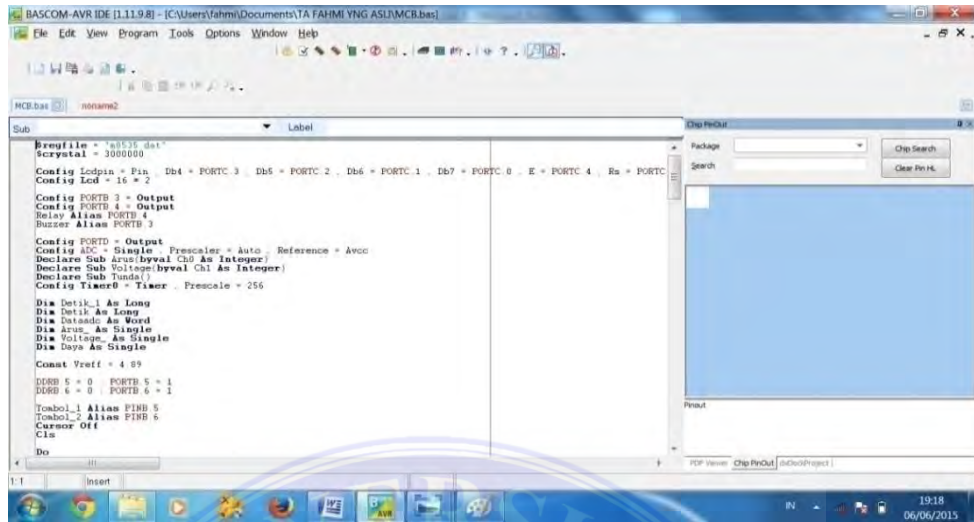 BASCOM-AVR IDE [1.11.9.8] - [C:\Users\fahmi\Documents\TA FAHMI YNG ASLI\MCB.bas]
File Edit View Program Tools Options Window Help
MCB.bas noname2
Sub Label
$regfile = "m8535.dat"
$crystal = 3000000
Config Lcdpin = Pin , Db4 = PORTC.3 , Db5 = PORTC.2 , Db6 = PORTC.1 , Db7 = PORTC.0 , E = PORTC.4 , Rs = PORTC
Config Lcd = 16 * 2
Config PORTB.3 = Output
Config PORTB.4 = Output
Relay Alias PORTB.4
Buzzer Alias PORTB.3
Config PORTD = Output
Config ADC = Single , Prescaler = Auto , Reference = Avcc
Declare Sub Arus(byval Ch0 As Integer)
Declare Sub Voltage(byval Ch1 As Integer)
Declare Sub Tunda()
Config Timer0 = Timer , Prescale = 256
Dim Detik_1 As Long
Dim Detik As Long
Dim Dataadc As Word
Dim Arus_ As Single
Dim Voltage_ As Single
Dim Daya As Single
Const Vreff = 4.89
DDRB.5 = 0 : PORTB.5 = 1
DDRB.6 = 0 : PORTB.6 = 1
Tombol_1 Alias PINB.5
Tombol_2 Alias PINB.6
Cursor Off
Cls
Do
Chip PinOut
Package Chip Search
Search Clear Pin HL
Pinout
PDF Viewer Chip PinOut
1:1 Insert
IN 19:18
06/06/2015